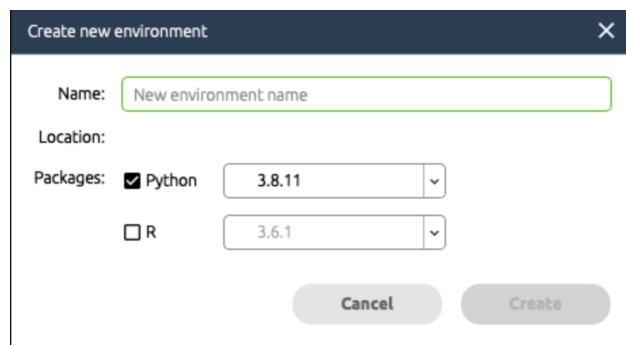 Create new environment
Name: New environment name
Location:
Packages: Python 3.8.11
R 3.6.1
Cancel Create